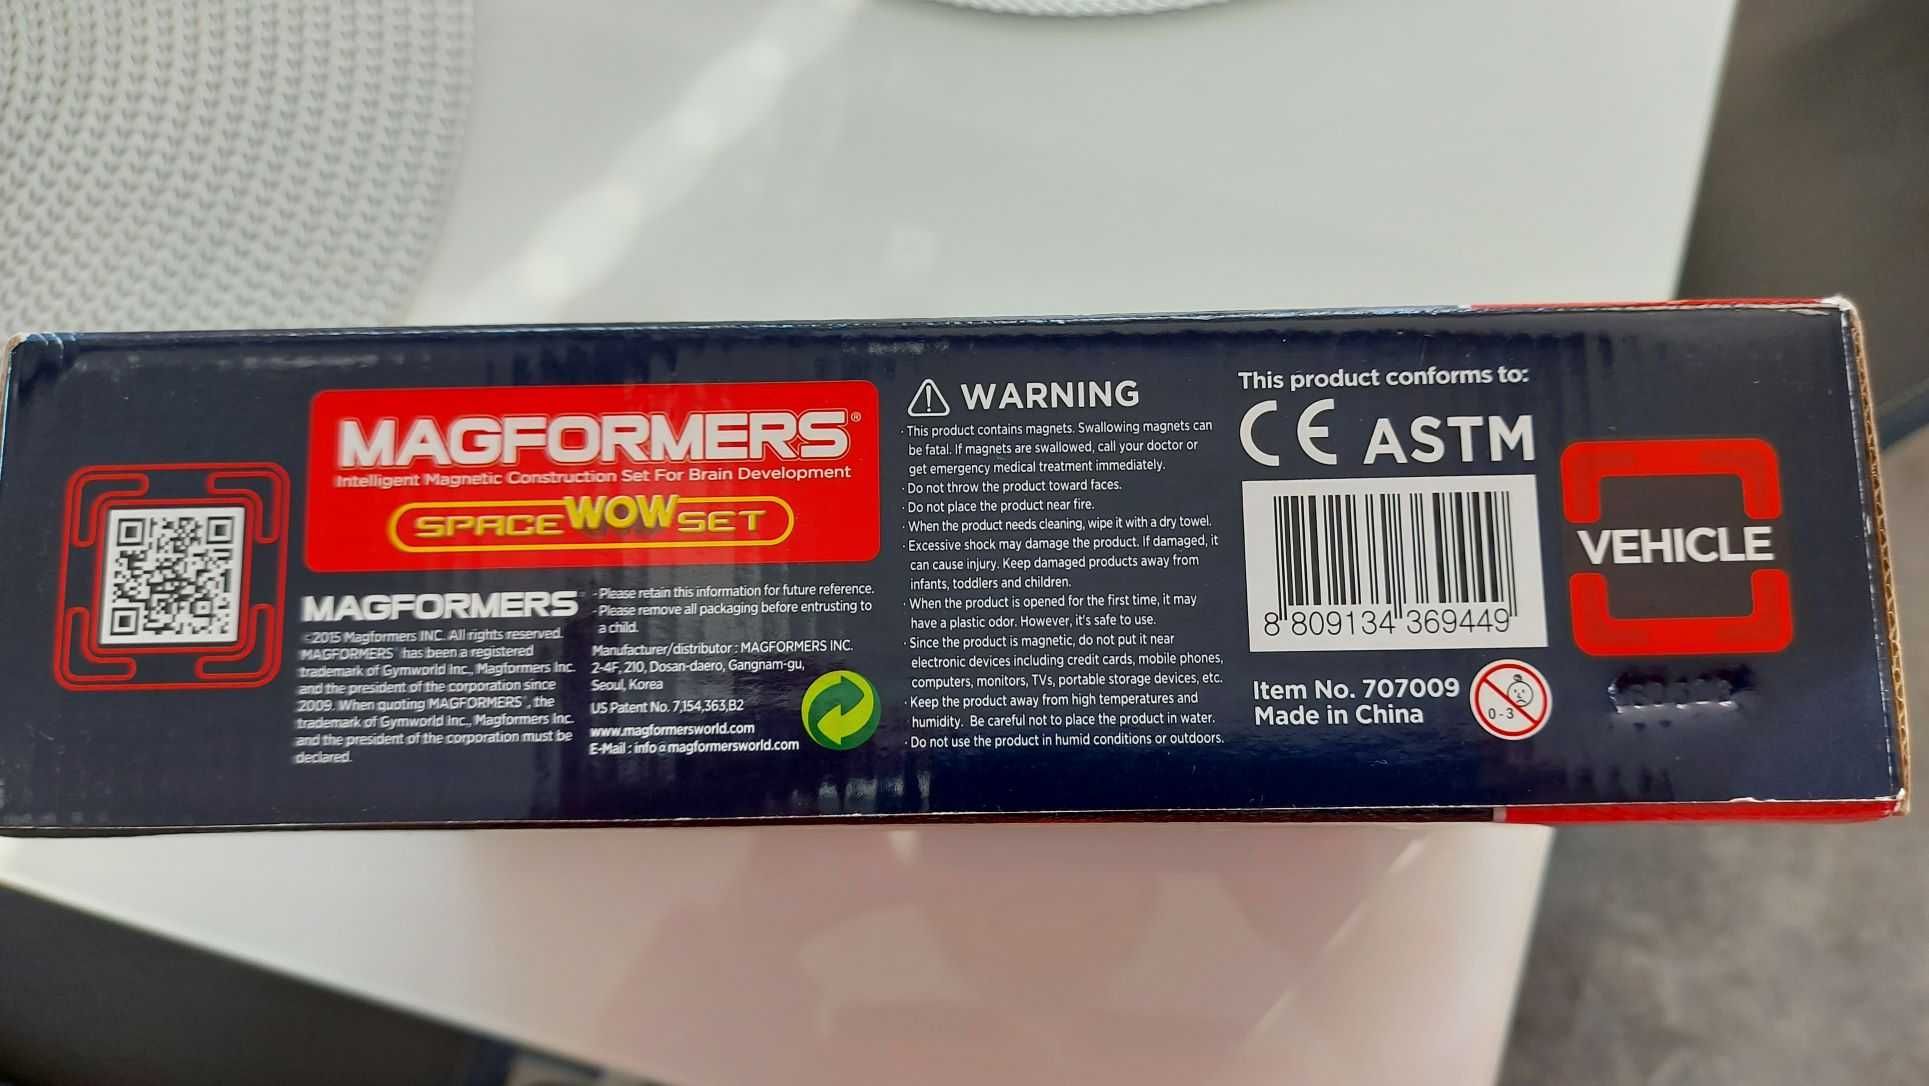 MAGFORMERS®
Intelligent Magnetic Construction Set For Brain Development
SPACE WOW SET
MAGFORMERS
©2015 Magformers INC. All rights reserved.
MAGFORMERS® has been a registered
trademark of Gymworld Inc., Magformers Inc.
and the president of the corporation since
2009. When quoting MAGFORMERS®, the
trademark of Gymworld Inc., Magformers Inc.
and the president of the corporation must be
declared.
- Please retain this information for future reference.
- Please remove all packaging before entrusting to
a child.
Manufacturer/distributor : MAGFORMERS INC.
2-4F, 210, Dosan-daero, Gangnam-gu,
Seoul, Korea
US Patent No. 7,154,363,B2
www.magformersworld.com
E-Mail : info@magformersworld.com
WARNING
· This product contains magnets. Swallowing magnets can
be fatal. If magnets are swallowed, call your doctor or
get emergency medical treatment immediately.
· Do not throw the product toward faces.
· Do not place the product near fire.
· When the product needs cleaning, wipe it with a dry towel.
· Excessive shock may damage the product. If damaged, it
can cause injury. Keep damaged products away from
infants, toddlers and children.
· When the product is opened for the first time, it may
have a plastic odor. However, it's safe to use.
· Since the product is magnetic, do not put it near
electronic devices including credit cards, mobile phones,
computers, monitors, TVs, portable storage devices, etc.
· Keep the product away from high temperatures and
humidity. Be careful not to place the product in water.
· Do not use the product in humid conditions or outdoors.
This product conforms to:
CE ASTM
8 809134 369449
Item No. 707009
Made in China
0-3
VEHICLE